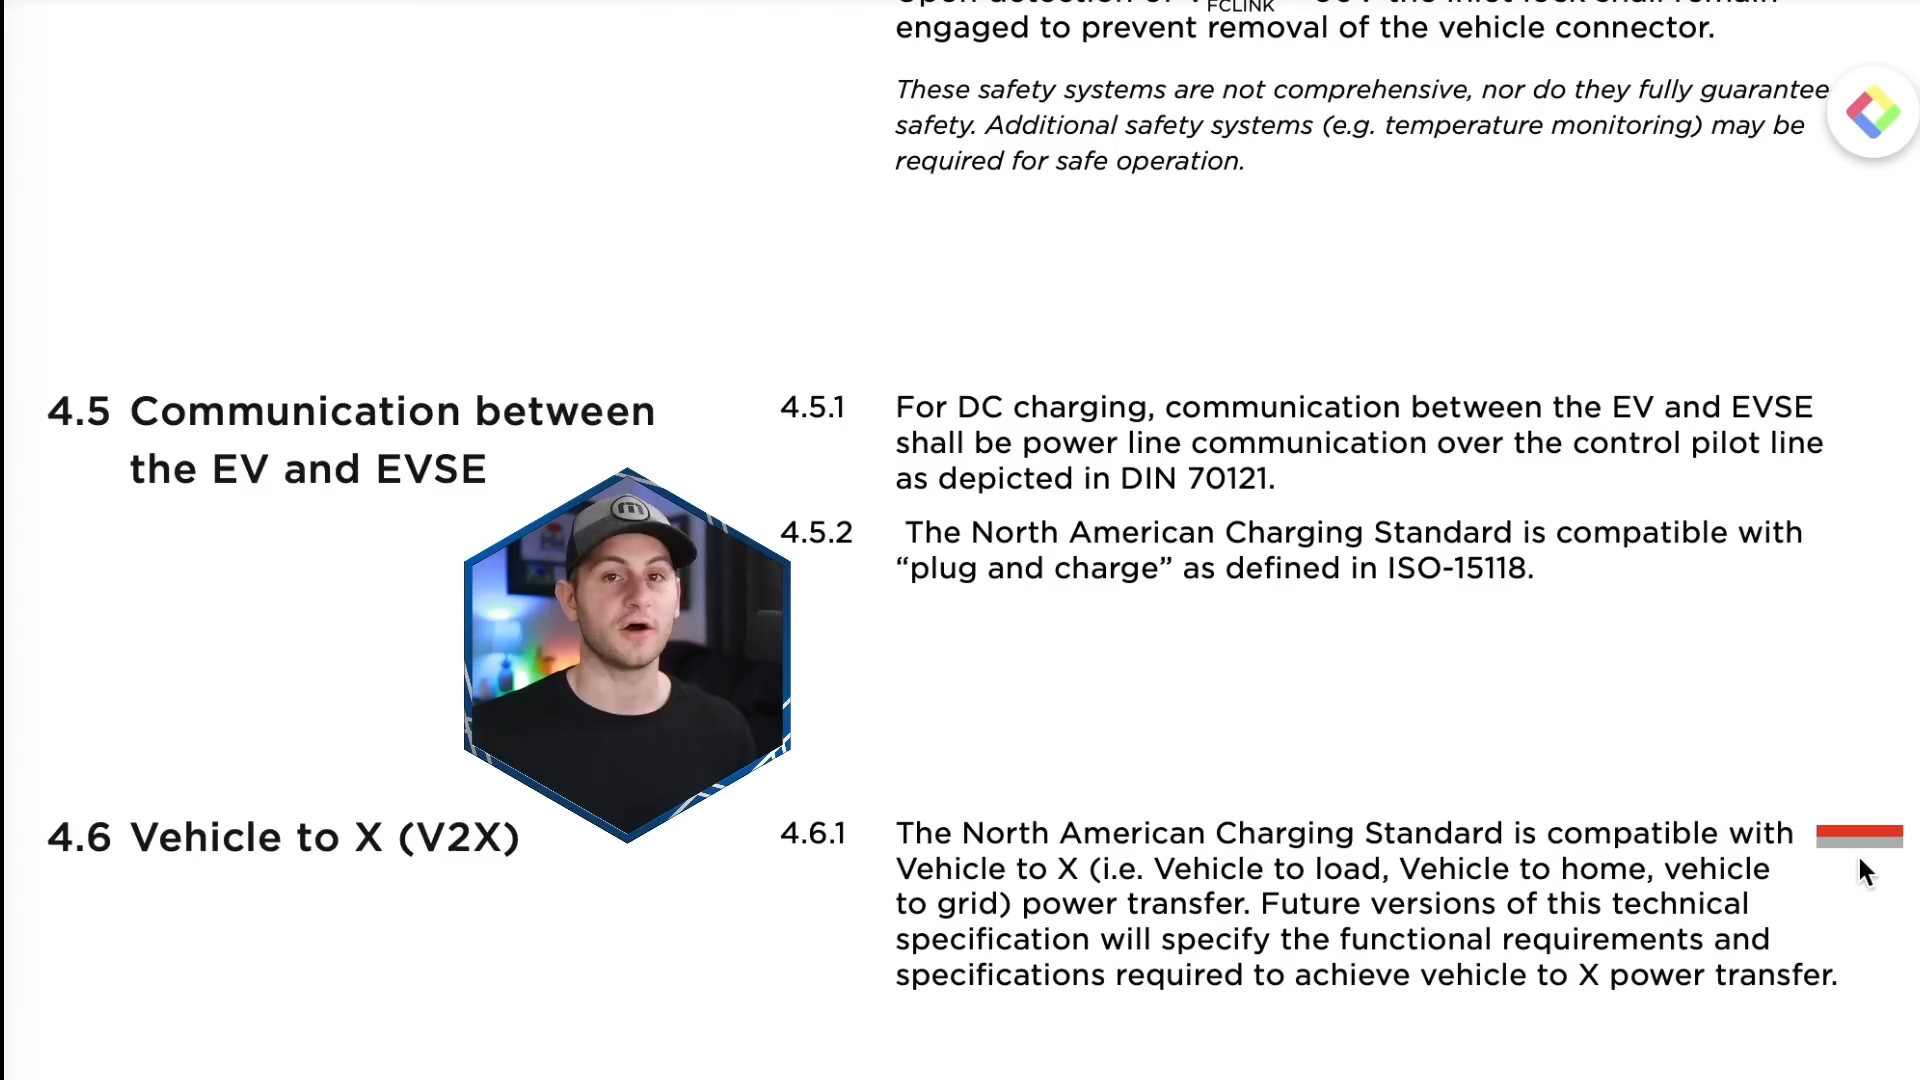 FCLINK
engaged to prevent removal of the vehicle connector.
These safety systems are not comprehensive, nor do they fully guarantee
safety. Additional safety systems (e.g. temperature monitoring) may be
required for safe operation.
4.5 Communication between
the EV and EVSE
4.5.1 For DC charging, communication between the EV and EVSE
shall be power line communication over the control pilot line
as depicted in DIN 70121.
4.5.2 The North American Charging Standard is compatible with
“plug and charge” as defined in ISO-15118.
4.6 Vehicle to X (V2X)
4.6.1 The North American Charging Standard is compatible with
Vehicle to X (i.e. Vehicle to load, Vehicle to home, vehicle
to grid) power transfer. Future versions of this technical
specification will specify the functional requirements and
specifications required to achieve vehicle to X power transfer.